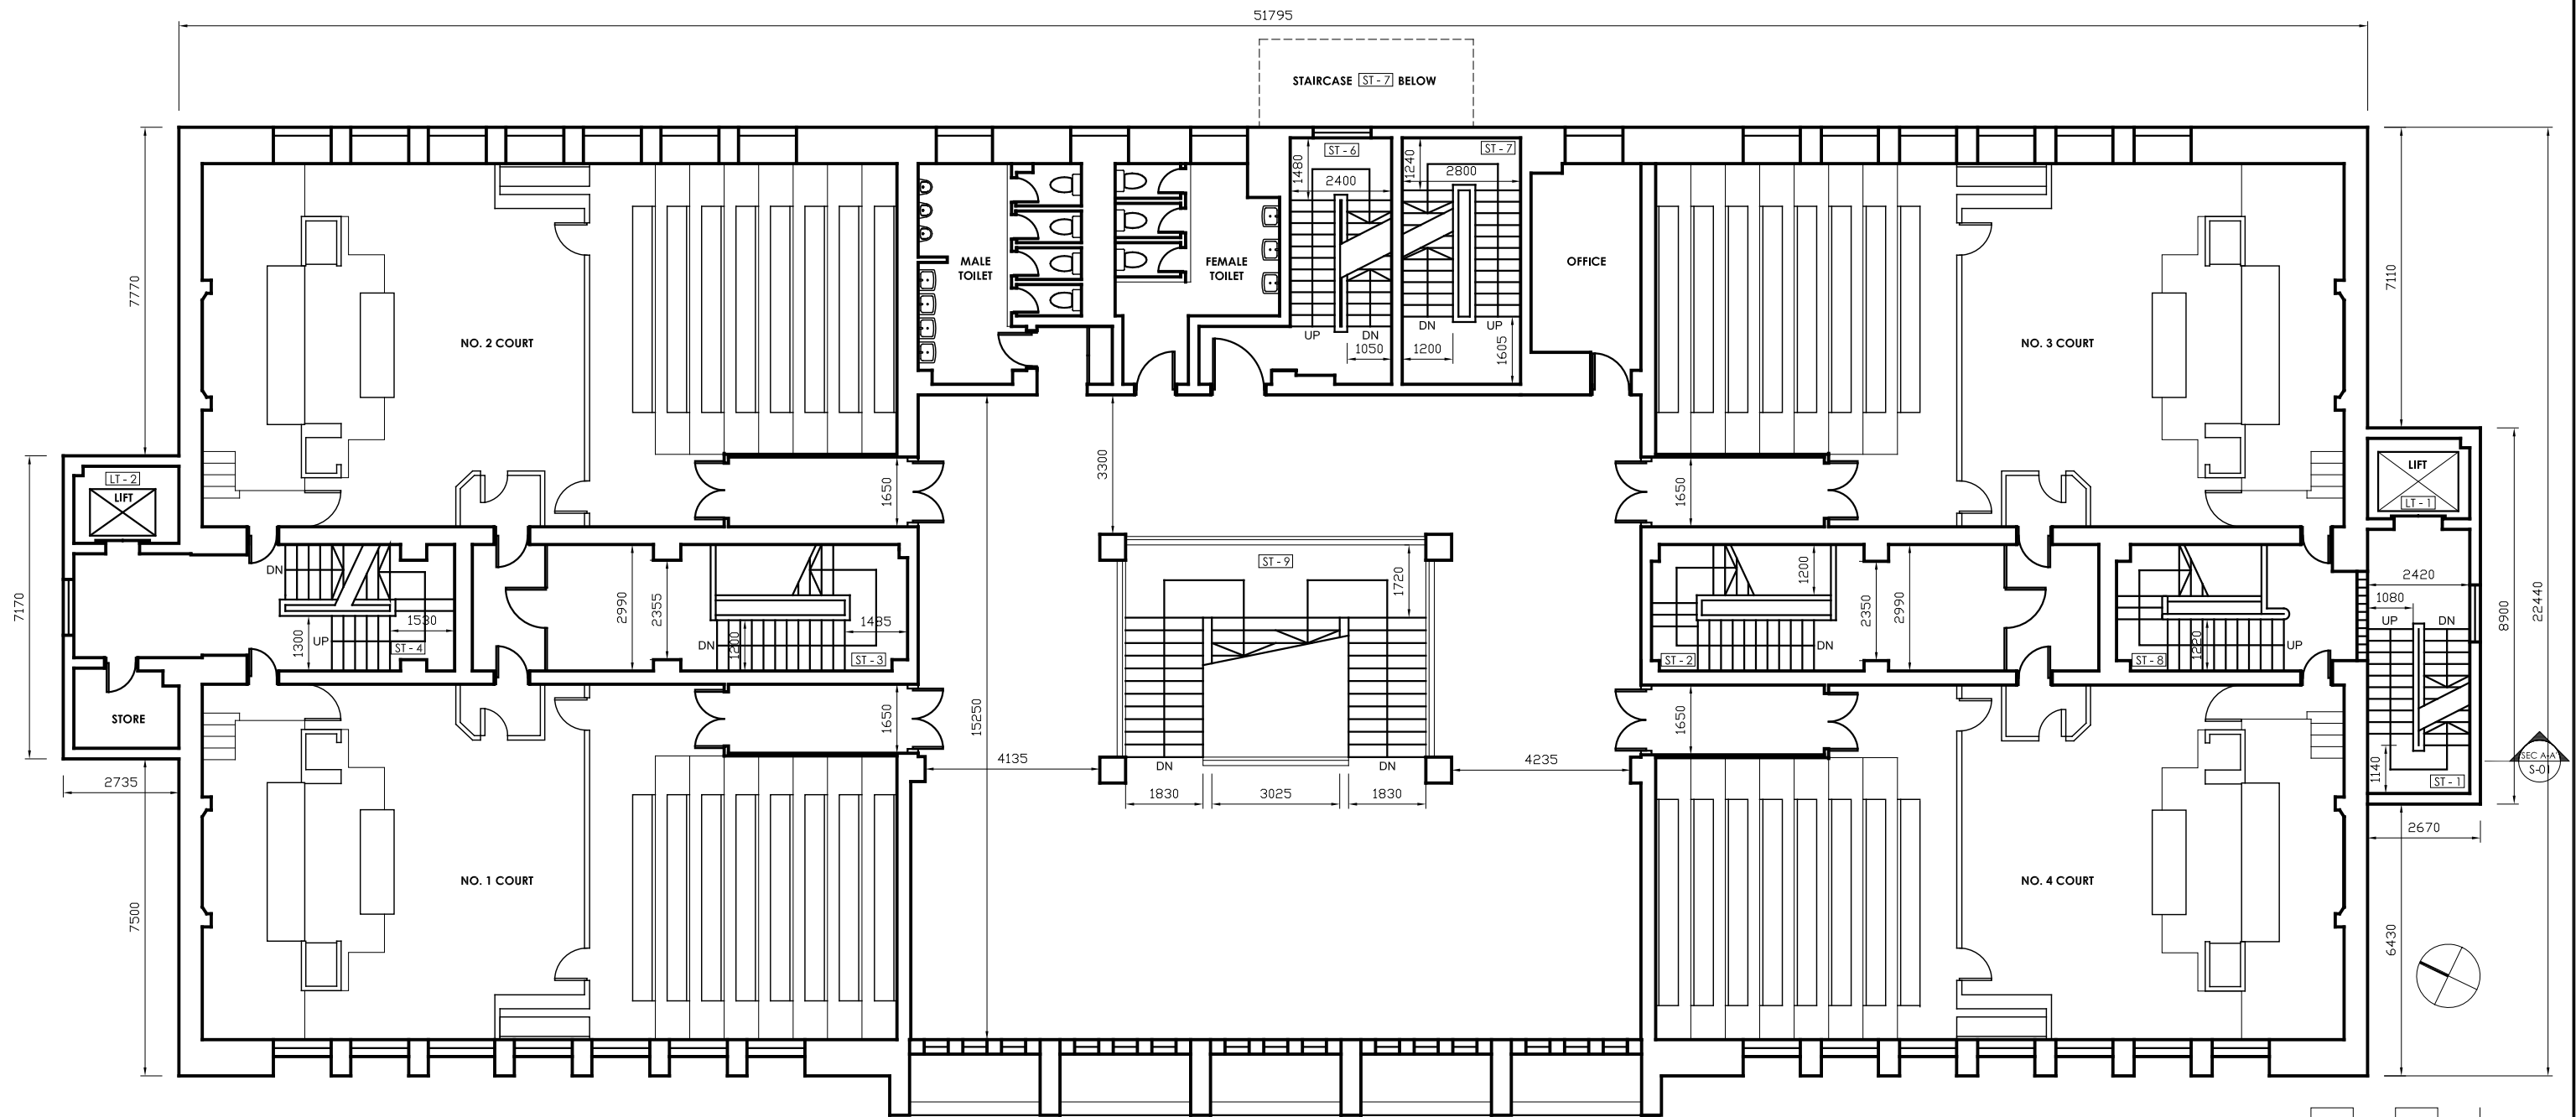 51795
STAIRCASE ST - 7 BELOW
ST - 6
ST - 7
1480
1240
2400
2800
7770
7110
MALE
TOILET
FEMALE
TOILET
OFFICE
UP
DN
DN
UP
1050
1200
1605
NO. 2 COURT
NO. 3 COURT
LT - 2
LIFT
LIFT
LT - 1
3300
1650
1650
ST - 9
1720
DN
UP
1300
1530
ST - 4
2990
2355
DN
1200
1485
ST - 3
1200
2350
2990
ST - 2
DN
ST - 8
1220
UP
2420
1080
UP
DN
7170
8900
22440
STORE
1650
15250
4135
4235
DN
DN
1650
1830
3025
1830
1140
ST - 1
SEC A-A'
S-01
2735
2670
NO. 1 COURT
NO. 4 COURT
7500
6430